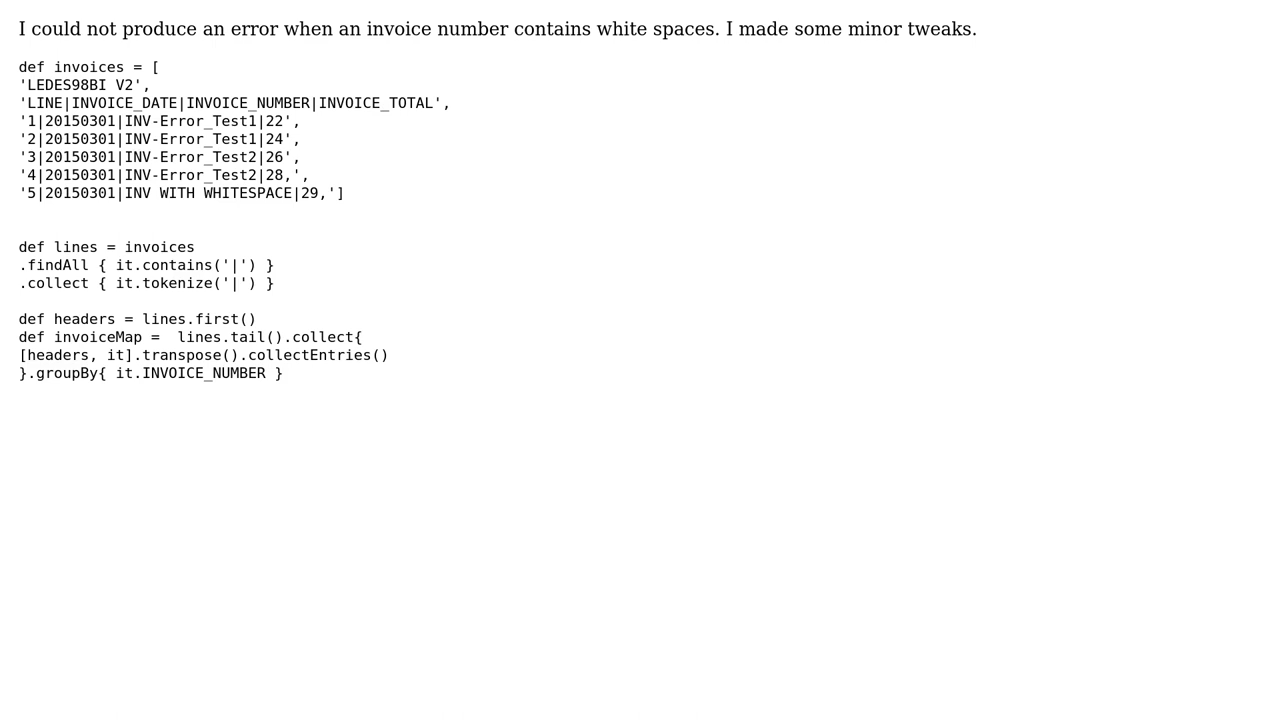 I could not produce an error when an invoice number contains white spaces. I made some minor tweaks.
def invoices = [
'LEDES98BI V2',
'LINE|INVOICE_DATE|INVOICE_NUMBER|INVOICE_TOTAL',
'1|20150301|INV-Error_Test1|22',
'2|20150301|INV-Error_Test1|24',
'3|20150301|INV-Error_Test2|26',
'4|20150301|INV-Error_Test2|28,',
'5|20150301|INV WITH WHITESPACE|29,']
def lines = invoices
.findAll { it.contains('|') }
.collect { it.tokenize('|') }
def headers = lines.first()
def invoiceMap =  lines.tail().collect{
[headers, it].transpose().collectEntries()
}.groupBy{ it.INVOICE_NUMBER }